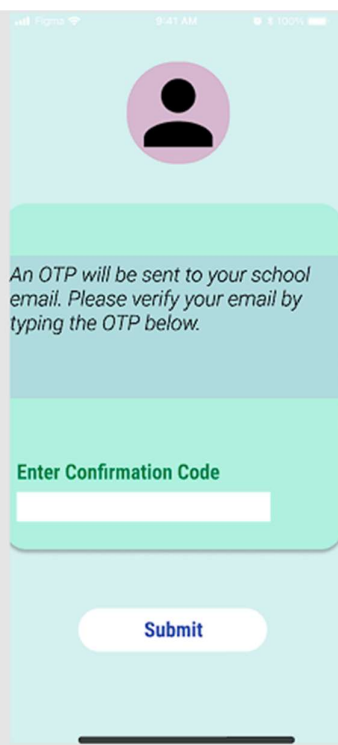 Figma 9:41 AM 100%
An OTP will be sent to your school
email. Please verify your email by
typing the OTP below.
Enter Confirmation Code
Submit